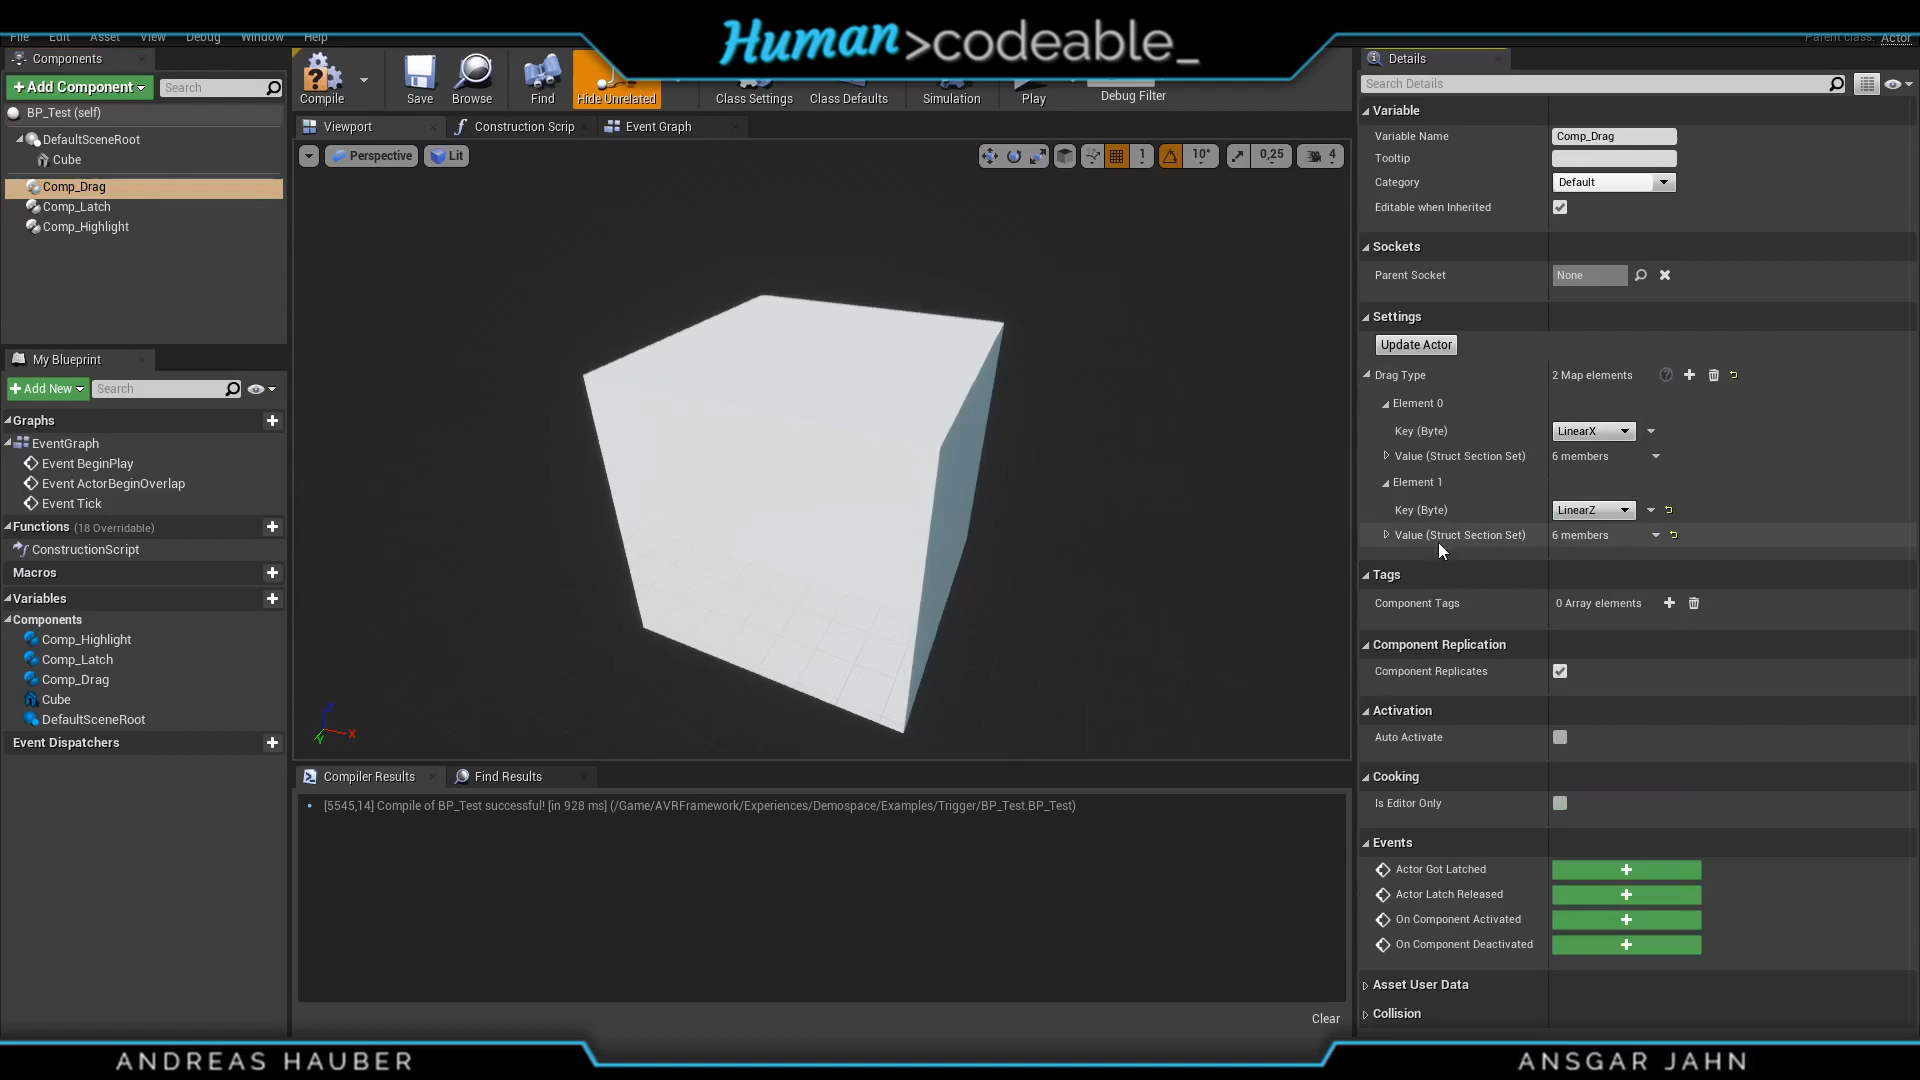 Human >codeable_
File Edit Asset View Debug Window Help
Parent class: Actor
Components
+Add Component
Search
BP_Test (self)
DefaultSceneRoot
Cube
Comp_Drag
Comp_Latch
Comp_Highlight
My Blueprint
+Add New
Search
Graphs
EventGraph
Event BeginPlay
Event ActorBeginOverlap
Event Tick
Functions (18 Overridable)
ConstructionScript
Macros
Variables
Components
Comp_Highlight
Comp_Latch
Comp_Drag
Cube
DefaultSceneRoot
Event Dispatchers
Compile
Save
Browse
Find
Hide Unrelated
Class Settings
Class Defaults
Simulation
Play
Debug Filter
Viewport
Construction Scrip
Event Graph
Perspective
Lit
1
10°
0,25
4
Z
X
Y
Compiler Results
Find Results
[5545,14] Compile of BP_Test successful! [in 928 ms] (/Game/AVRFramework/Experiences/Demospace/Examples/Trigger/BP_Test.BP_Test)
Clear
Details
Search Details
Variable
Variable Name Comp_Drag
Tooltip
Category Default
Editable when Inherited
Sockets
Parent Socket None
Settings
Update Actor
Drag Type 2 Map elements
Element 0
Key (Byte) LinearX
Value (Struct Section Set) 6 members
Element 1
Key (Byte) LinearZ
Value (Struct Section Set) 6 members
Tags
Component Tags 0 Array elements
Component Replication
Component Replicates
Activation
Auto Activate
Cooking
Is Editor Only
Events
Actor Got Latched
Actor Latch Released
On Component Activated
On Component Deactivated
Asset User Data
Collision
ANDREAS HAUBER
ANSGAR JAHN